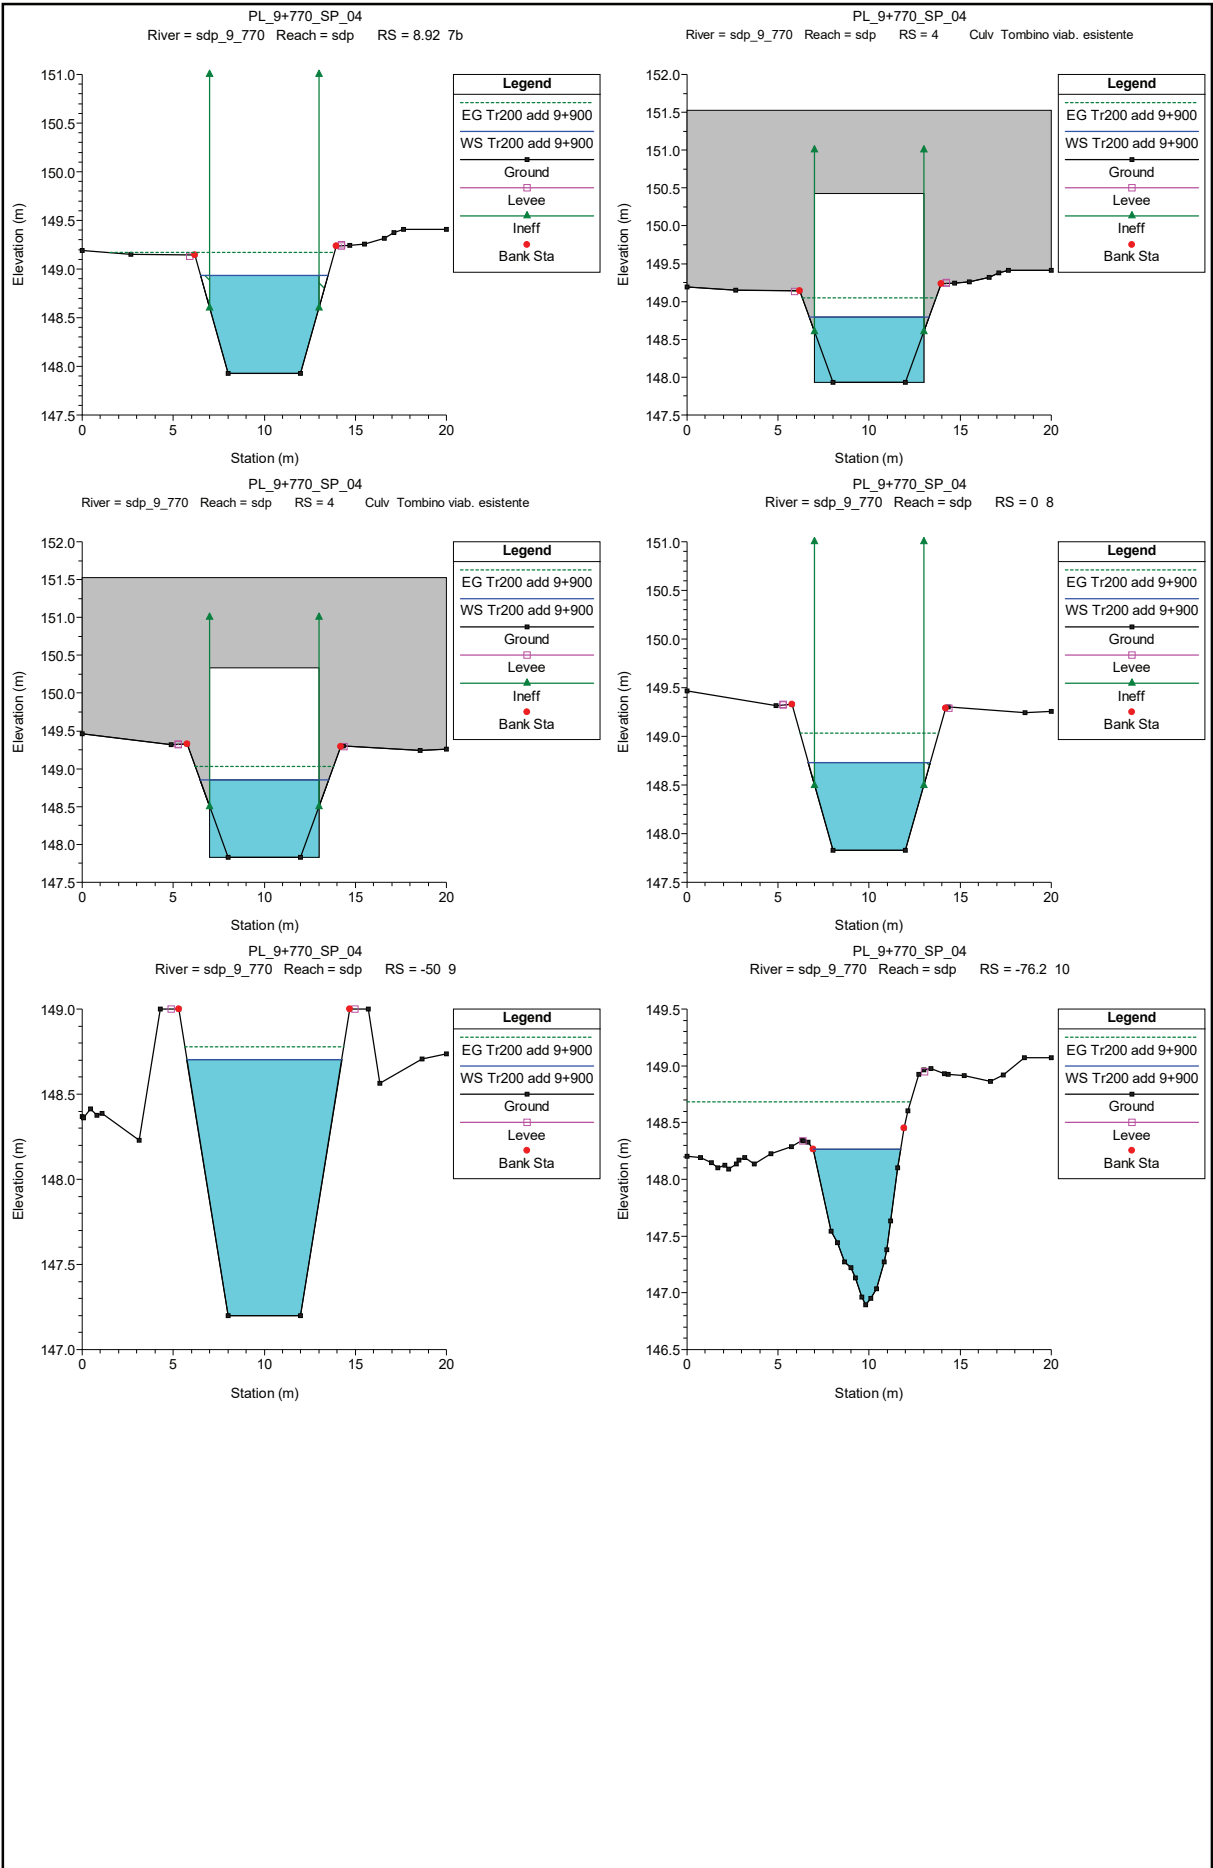 PL_9+770_SP_04
River = sdp_9_770 Reach = sdp RS = 8.92 7b
151.0
150.5
150.0
149.5
149.0
148.5
148.0
147.5
0 5 10 15 20
Station (m)
Elevation (m)
Legend
EG Tr200 add 9+900
WS Tr200 add 9+900
Ground
Levee
Ineff
Bank Sta
PL_9+770_SP_04
River = sdp_9_770 Reach = sdp RS = 4 Culv Tombino viab. esistente
152.0
151.5
151.0
150.5
150.0
149.5
149.0
148.5
148.0
147.5
0 5 10 15 20
Station (m)
Elevation (m)
Legend
EG Tr200 add 9+900
WS Tr200 add 9+900
Ground
Levee
Ineff
Bank Sta
PL_9+770_SP_04
River = sdp_9_770 Reach = sdp RS = 4 Culv Tombino viab. esistente
152.0
151.5
151.0
150.5
150.0
149.5
149.0
148.5
148.0
147.5
0 5 10 15 20
Station (m)
Elevation (m)
Legend
EG Tr200 add 9+900
WS Tr200 add 9+900
Ground
Levee
Ineff
Bank Sta
PL_9+770_SP_04
River = sdp_9_770 Reach = sdp RS = 0 8
151.0
150.5
150.0
149.5
149.0
148.5
148.0
147.5
0 5 10 15 20
Station (m)
Elevation (m)
Legend
EG Tr200 add 9+900
WS Tr200 add 9+900
Ground
Levee
Ineff
Bank Sta
PL_9+770_SP_04
River = sdp_9_770 Reach = sdp RS = -50 9
149.0
148.5
148.0
147.5
147.0
0 5 10 15 20
Station (m)
Elevation (m)
Legend
EG Tr200 add 9+900
WS Tr200 add 9+900
Ground
Levee
Bank Sta
PL_9+770_SP_04
River = sdp_9_770 Reach = sdp RS = -76.2 10
149.5
149.0
148.5
148.0
147.5
147.0
146.5
0 5 10 15 20
Station (m)
Elevation (m)
Legend
EG Tr200 add 9+900
WS Tr200 add 9+900
Ground
Levee
Bank Sta